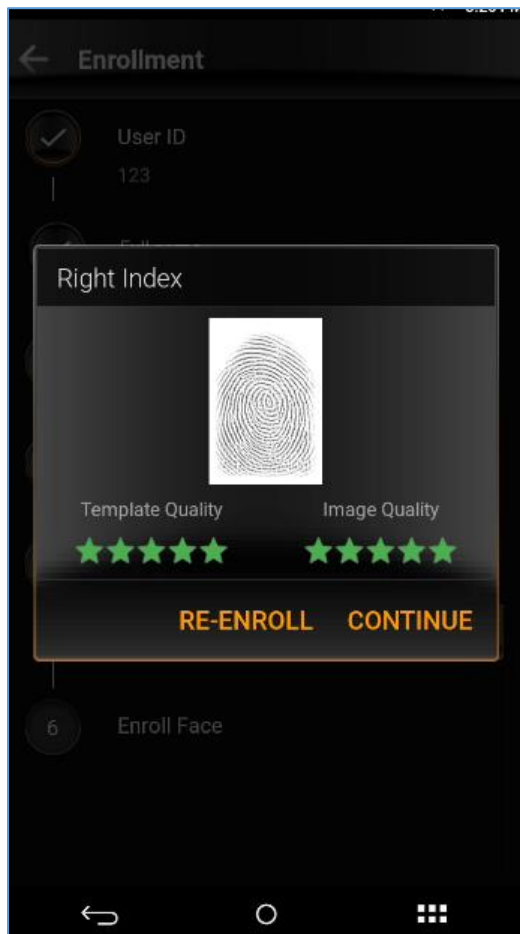 Enrollment
User ID
123
Right Index
Template Quality Image Quality
RE-ENROLL CONTINUE
6 Enroll Face